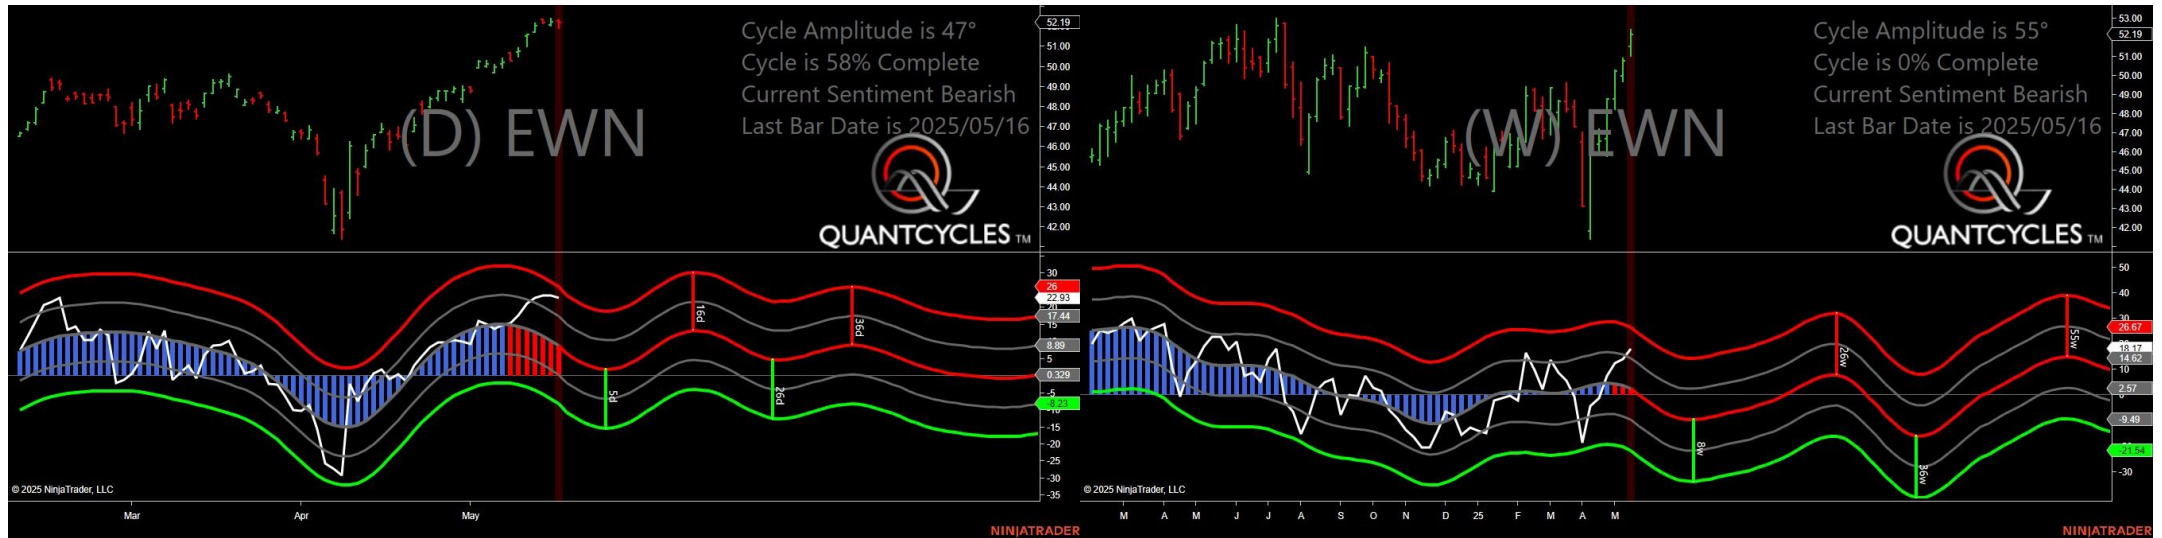 Cycle Amplitude is 47°
Cycle is 58% Complete
Current Sentiment Bearish
Last Bar Date is 2025/05/16
(D) EWN
QUANTCYCLES TM
52.19
51.00
50.00
49.00
48.00
47.00
46.00
45.00
44.00
43.00
42.00
30
26
22.93
17.44
15
8.89
5
0.329
-5
-8.23
-15
-20
-25
-30
-35
5d
16d
26d
36d
© 2025 NinjaTrader, LLC
Mar
Apr
May
NINJATRADER
Cycle Amplitude is 55°
Cycle is 0% Complete
Current Sentiment Bearish
Last Bar Date is 2025/05/16
(W) EWN
QUANTCYCLES TM
53.00
52.19
51.00
50.00
49.00
48.00
47.00
46.00
45.00
44.00
43.00
42.00
50
40
30
26.67
18.17
14.62
10
2.57
-9.49
-21.54
-30
8w
26w
36w
55w
© 2025 NinjaTrader, LLC
M
A
M
J
J
A
S
O
N
D
25
F
M
A
M
NINJATRADER